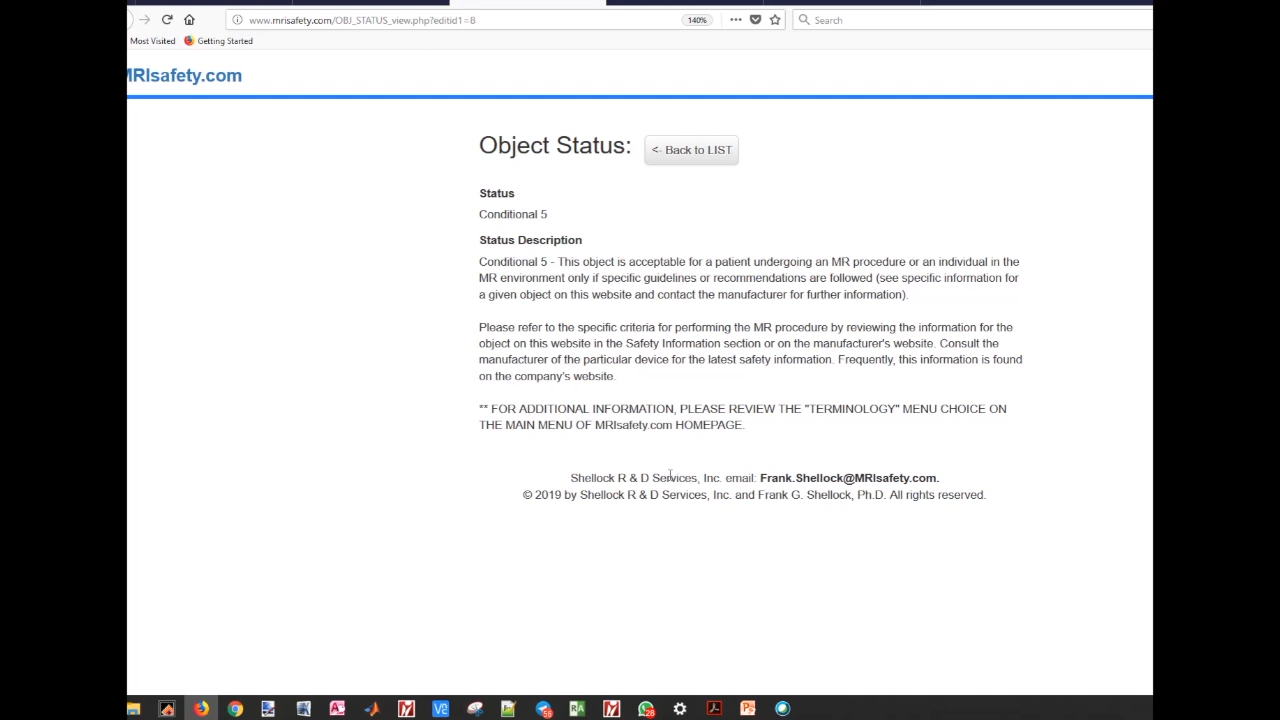 www.mrisafety.com/OBJ_STATUS_view.php?editid1=8
140%
Search
Most Visited
Getting Started
MRIsafety.com
Object Status:
<- Back to LIST
Status
Conditional 5
Status Description
Conditional 5 - This object is acceptable for a patient undergoing an MR procedure or an individual in the
MR environment only if specific guidelines or recommendations are followed (see specific information for
a given object on this website and contact the manufacturer for further information).
Please refer to the specific criteria for performing the MR procedure by reviewing the information for the
object on this website in the Safety Information section or on the manufacturer's website. Consult the
manufacturer of the particular device for the latest safety information. Frequently, this information is found
on the company's website.
** FOR ADDITIONAL INFORMATION, PLEASE REVIEW THE "TERMINOLOGY" MENU CHOICE ON
THE MAIN MENU OF MRIsafety.com HOMEPAGE.
Shellock R & D Services, Inc. email: Frank.Shellock@MRIsafety.com.
© 2019 by Shellock R & D Services, Inc. and Frank G. Shellock, Ph.D. All rights reserved.